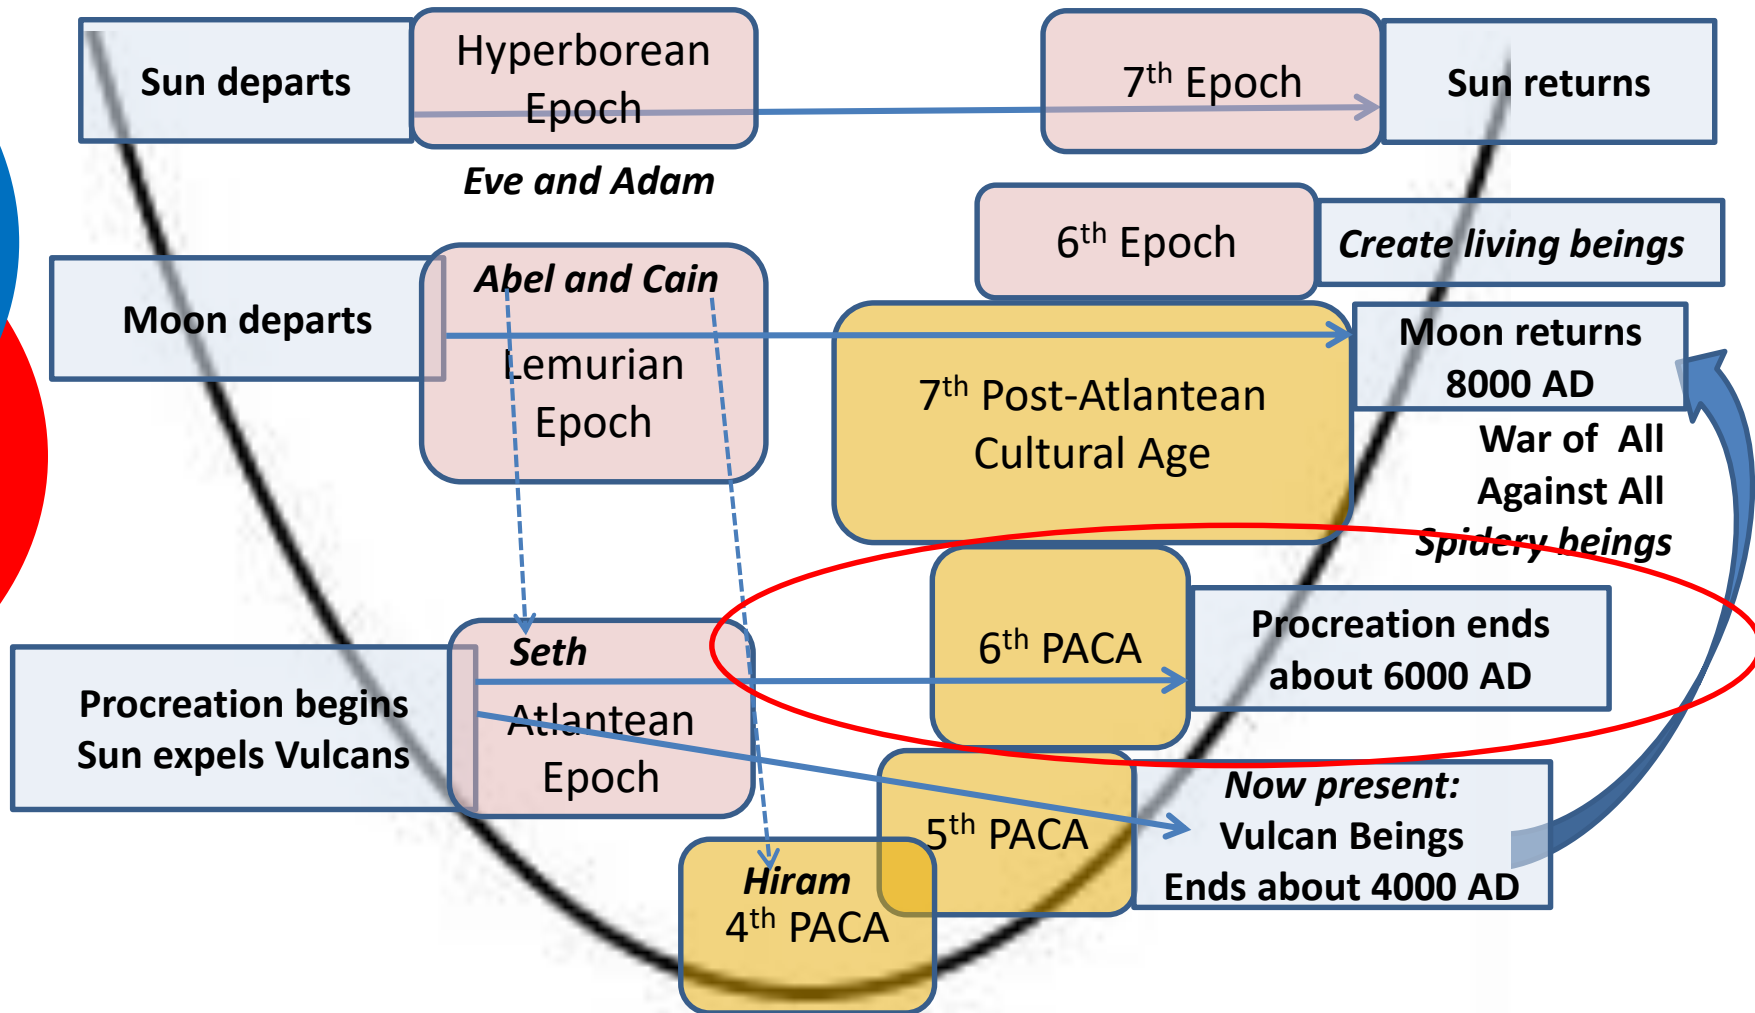 Sun departs
Hyperborean
Epoch
7th Epoch
Sun returns
Eve and Adam
6th Epoch
Create living beings
Moon departs
Abel and Cain
Lemurian
Epoch
7th Post-Atlantean
Cultural Age
Moon returns
8000 AD
War of All
Against All
Spidery beings
Procreation begins
Sun expels Vulcans
Seth
Atlantean
Epoch
6th PACA
Procreation ends
about 6000 AD
5th PACA
Now present:
Vulcan Beings
Ends about 4000 AD
Hiram
4th PACA